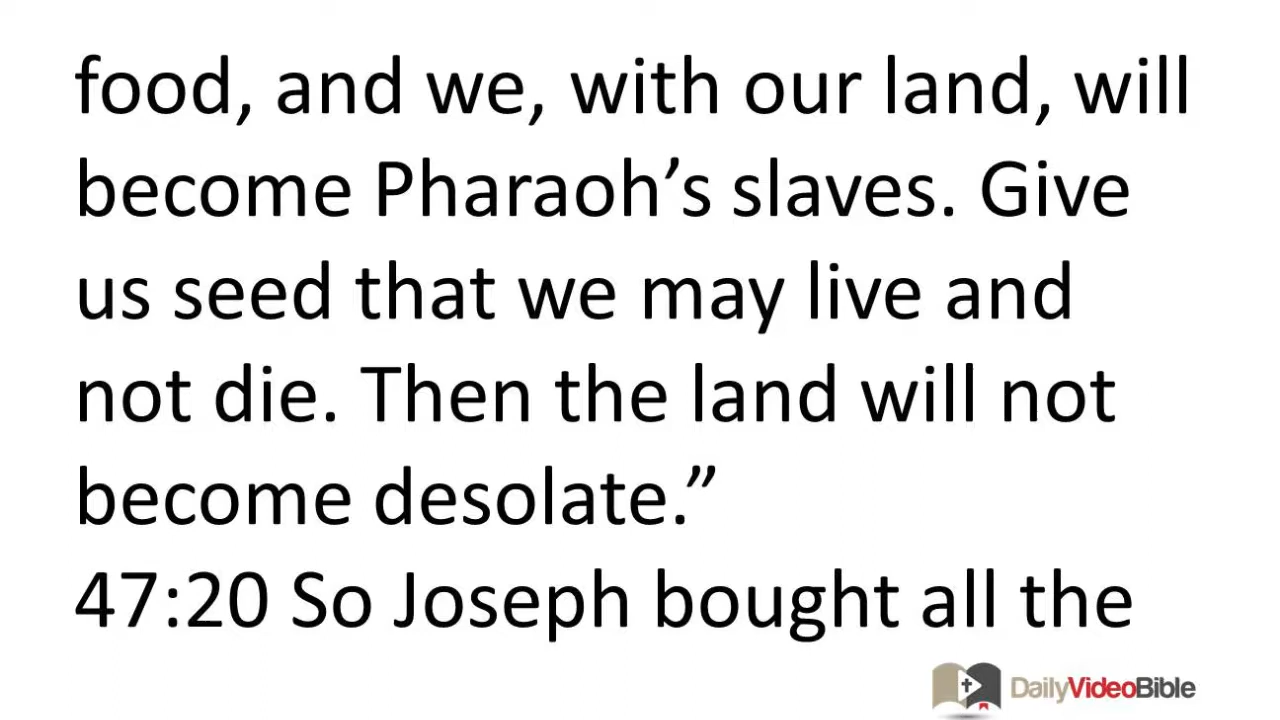 food, and we, with our land, will
become Pharaoh’s slaves. Give
us seed that we may live and
not die. Then the land will not
become desolate.”
47:20 So Joseph bought all the
DailyVideoBible